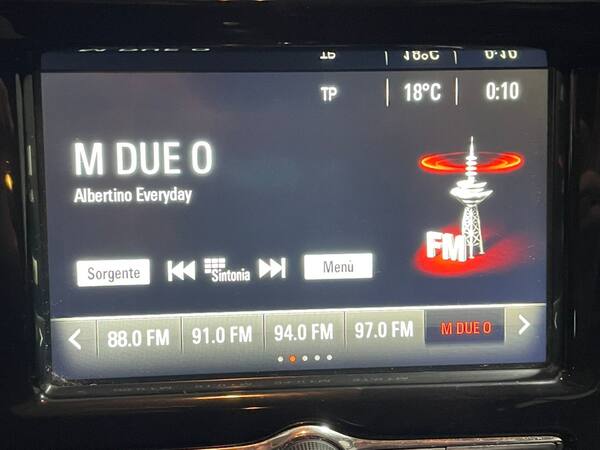 TP 18°C 0:10
M DUE O
Albertino Everyday
FM
Sorgente Sintonia Menù
88.0 FM 91.0 FM 94.0 FM 97.0 FM M DUE O